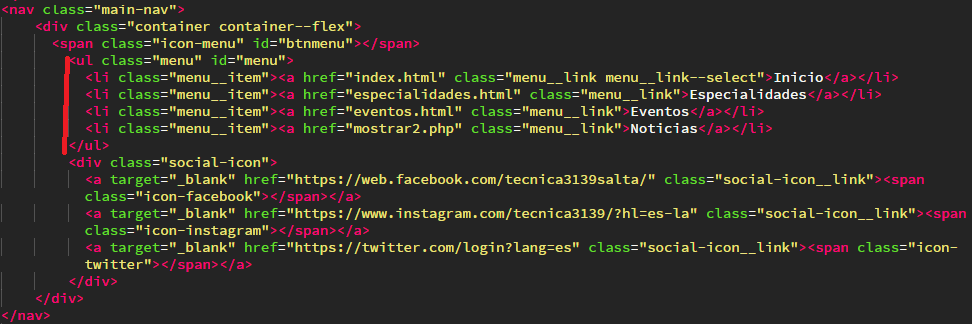 <nav class="main-nav">
<div class="container container--flex">
<span class="icon-menu" id="btnmenu"></span>
<ul class="menu" id="menu">
<li class="menu__item"><a href="index.html" class="menu__link menu__link--select">Inicio</a></li>
<li class="menu__item"><a href="especialidades.html" class="menu__link">Especialidades</a></li>
<li class="menu__item"><a href="eventos.html" class="menu__link">Eventos</a></li>
<li class="menu__item"><a href="mostrar2.php" class="menu__link">Noticias</a></li>
</ul>
<div class="social-icon">
<a target="_blank" href="https://web.facebook.com/tecnica3139salta/" class="social-icon__link"><span
class="icon-facebook"></span></a>
<a target="_blank" href="https://www.instagram.com/tecnica3139/?hl=es-la" class="social-icon__link"><span
class="icon-instagram"></span></a>
<a target="_blank" href="https://twitter.com/login?lang=es" class="social-icon__link"><span class="icon-
twitter"></span></a>
</div>
</div>
</nav>